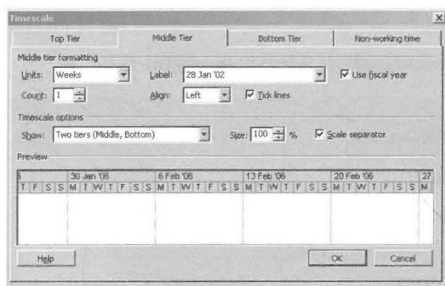 Timescale
Top Tier Middle Tier Bottom Tier Non-working time
Middle tier formatting
Units: Weeks Label: 28 Jan '02 Use fiscal year
Count: 1 Align: Left Tick lines
Timescale options
Show: Two tiers (Middle, Bottom) Size: 100 % Scale separator
Preview
30 Jan '06 6 Feb '06 13 Feb '06 20 Feb '06 27
T F S S M T W T F S S M T W T F S S M T W T F S S M T W T F S S M
Help OK Cancel